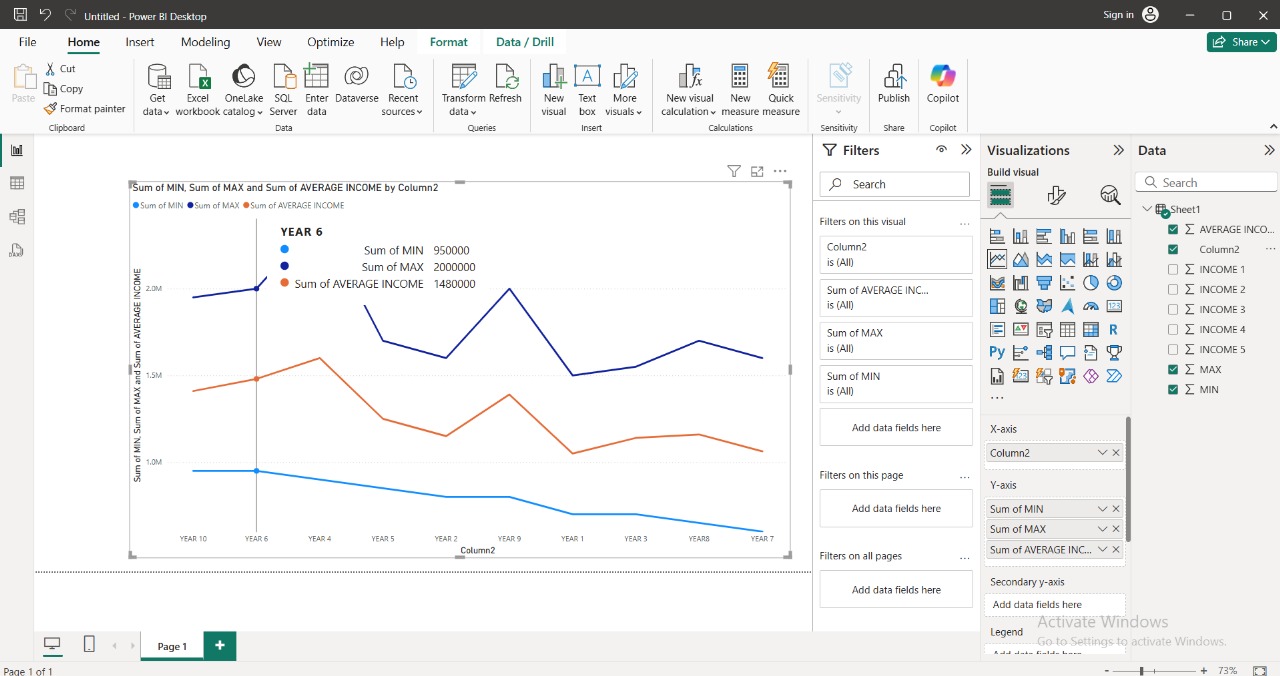 Untitled - Power BI Desktop
Sign in
File Home Insert Modeling View Optimize Help Format Data / Drill
Share
Paste
Cut
Copy
Format painter
Clipboard
Get data
Excel workbook
OneLake catalog
SQL Server
Enter data
Dataverse
Recent sources
Data
Transform data
Refresh
Queries
New visual
Text box
More visuals
Insert
New visual calculation
New measure
Quick measure
Calculations
Sensitivity
Sensitivity
Publish
Share
Copilot
Copilot
Sum of MIN, Sum of MAX and Sum of AVERAGE INCOME by Column2
Sum of MIN Sum of MAX Sum of AVERAGE INCOME
YEAR 6
Sum of MIN 950000
Sum of MAX 2000000
Sum of AVERAGE INCOME 1480000
Sum of MIN, Sum of MAX and Sum of AVERAGE INCOME
2.0M
1.5M
1.0M
YEAR 10 YEAR 6 YEAR 4 YEAR 5 YEAR 2 YEAR 9 YEAR 1 YEAR 3 YEAR8 YEAR 7
Column2
Filters
Search
Filters on this visual
Column2
is (All)
Sum of AVERAGE INC...
is (All)
Sum of MAX
is (All)
Sum of MIN
is (All)
Add data fields here
Filters on this page
Add data fields here
Filters on all pages
Add data fields here
Visualizations
Build visual
123
R
Py
123
...
X-axis
Column2
Y-axis
Sum of MIN
Sum of MAX
Sum of AVERAGE INC...
Secondary y-axis
Add data fields here
Legend
Add data fields here
Data
Search
Sheet1
AVERAGE INCO...
Column2
INCOME 1
INCOME 2
INCOME 3
INCOME 4
INCOME 5
MAX
MIN
Activate Windows
Go to Settings to activate Windows.
Page 1
Page 1 of 1
- + 73%